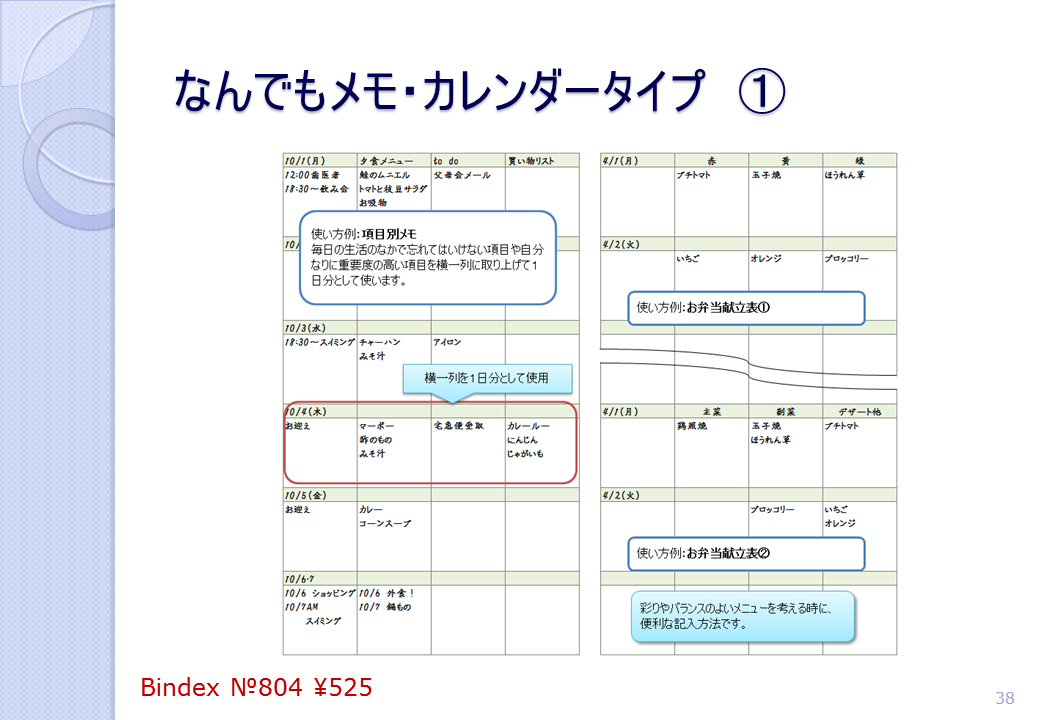 なんでもメモ・カレンダータイプ ①
10/1(月) 夕食メニュー to do 買い物リスト
12:00歯医者 鮭のムニエル 父母会メール
18:30～飲み会 トマトと枝豆サラダ
お吸物
10/
使い方例：項目別メモ
毎日の生活のなかで忘れてはいけない項目や自分
なりに重要度の高い項目を横一列に取り上げて１
日分として使います。
10/3(水)
18:30～スイミング チャーハン アイロン
みそ汁
横一列を１日分として使用
10/4(木)
お迎え マーボー 宅急便受取 カレールー
酢のもの にんじん
みそ汁 じゃがいも
10/5(金)
お迎え カレー
コーンスープ
10/6-7
10/6 ショッピング 10/6 外食！
10/7AM 10/7 鍋もの
スイミング
4/1(月) 赤 黄 緑
プチトマト 玉子焼 ほうれん草
4/2(火)
いちご オレンジ ブロッコリー
使い方例：お弁当献立表①
4/1(月) 主菜 副菜 デザート他
鶏照焼 玉子焼 プチトマト
ほうれん草
4/2(火)
ブロッコリー いちご
オレンジ
使い方例：お弁当献立表②
彩りやバランスのよいメニューを考える時に、
便利な記入方法です。
Bindex №804 ¥525
38